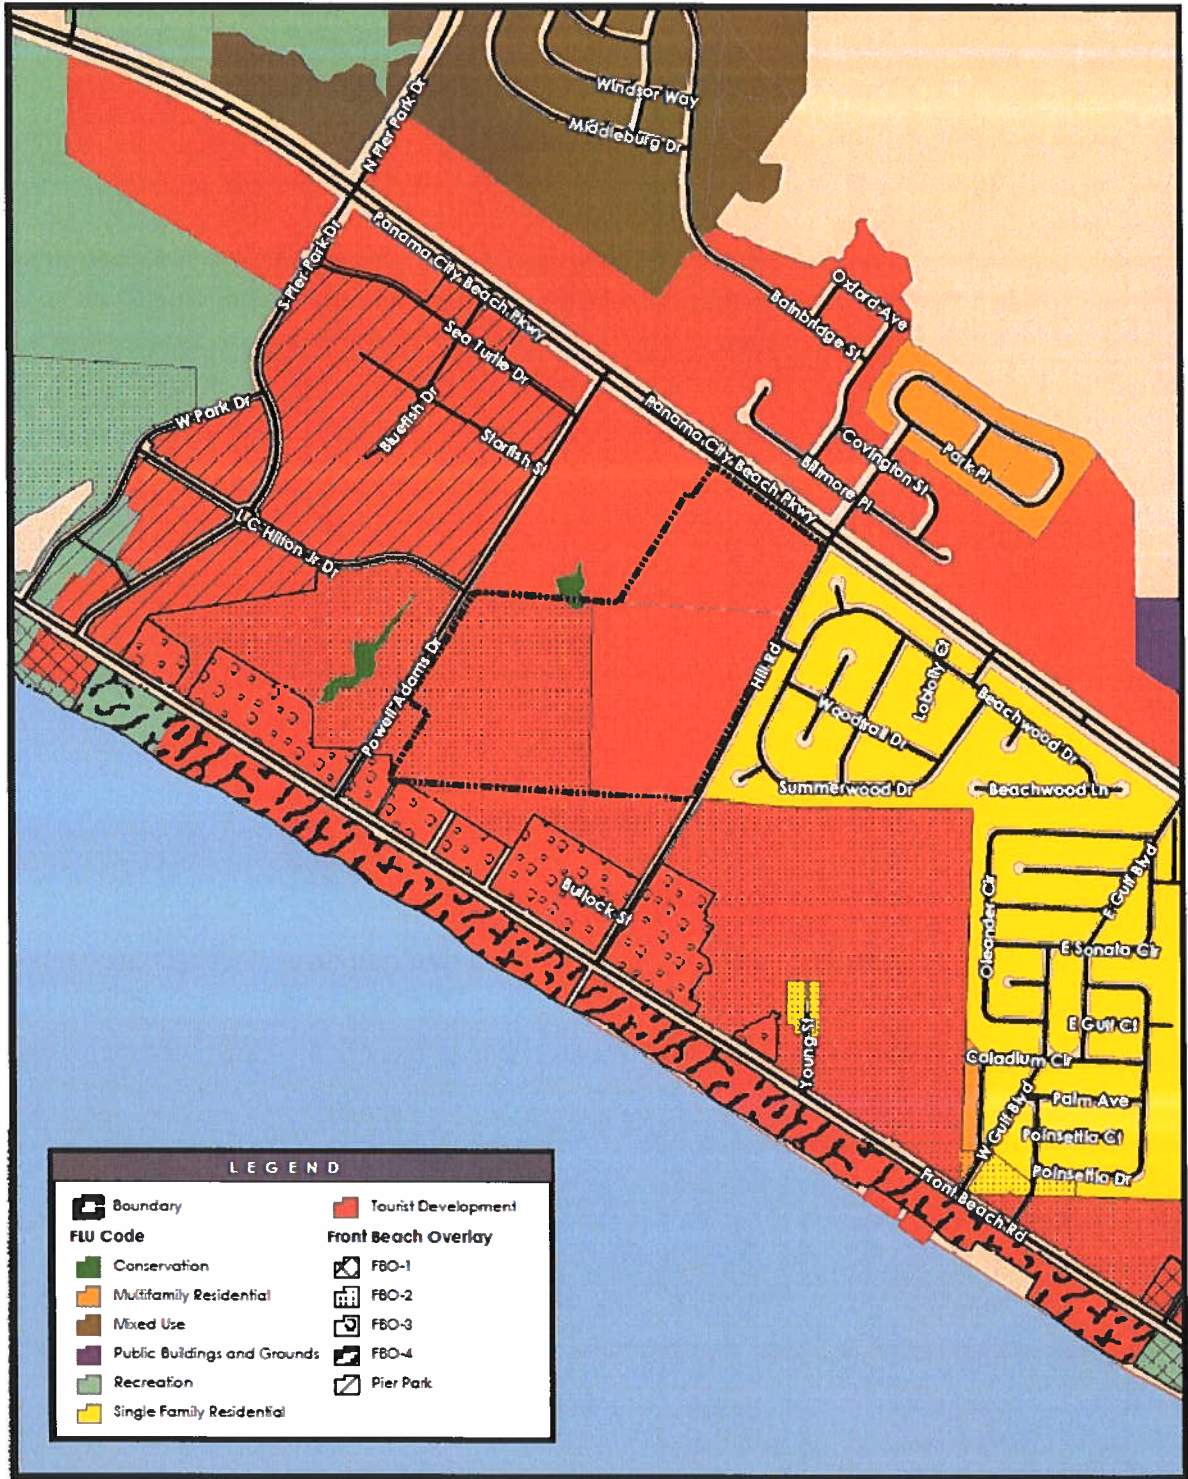 Windsor Way
Middleburg Dr
N Pier Park Dr
S Pier Park Dr
Panama City Beach Pkwy
Oxford Ave
Bainbridge St
Sea Turtle Dr
Bluefish Dr
Starfish St
W Park Dr
Panama City Beach Pkwy
Covington St
Park Pl
Biltmore Pl
L C Hilton Jr Dr
Powell Adams Dr
Hill Rd
Loblolly Ct
Woodtrail Dr
Beachwood Dr
Summerwood Dr
Beachwood Ln
Bullock St
Oleander Cir
E Gulf Blvd
E Sonata Cir
E Gulf Ct
Young St
Caladium Cir
W Gulf Blvd
Palm Ave
Poinsettia Ct
Poinsettia Dr
Front Beach Rd
LEGEND
Boundary
FLU Code
Conservation
Multifamily Residential
Mixed Use
Public Buildings and Grounds
Recreation
Single Family Residential
Tourist Development
Front Beach Overlay
FBO-1
FBO-2
FBO-3
FBO-4
Pier Park